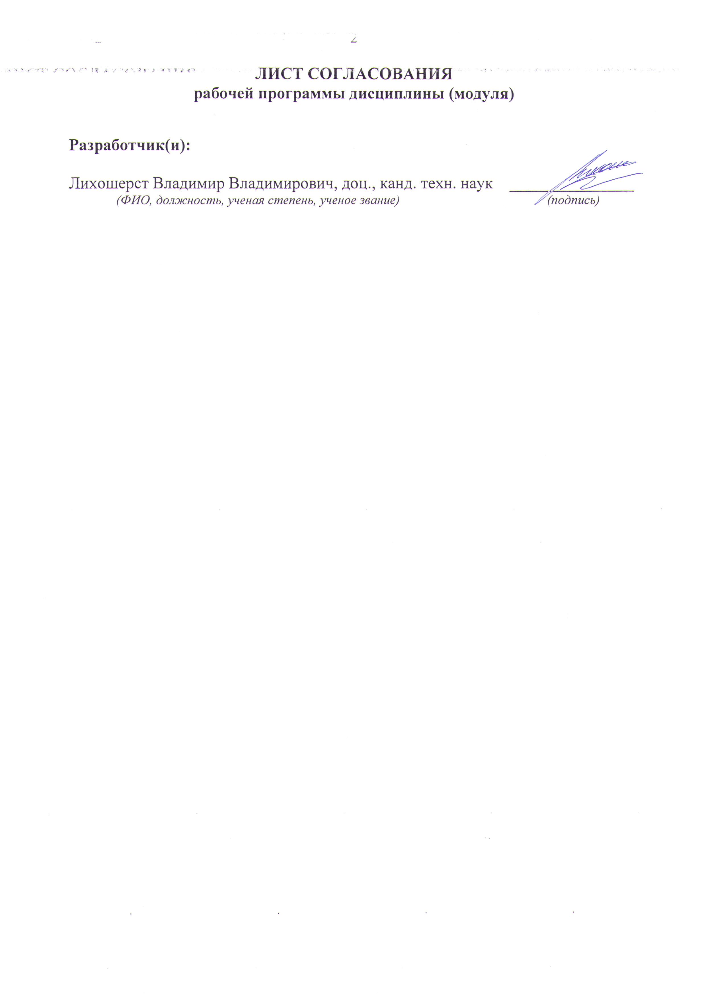 2
ЛИСТ СОГЛАСОВАНИЯ
рабочей программы дисциплины (модуля)
Разработчик(и):
Лихошерст Владимир Владимирович, доц., канд. техн. наук
(ФИО, должность, ученая степень, ученое звание) (подпись)